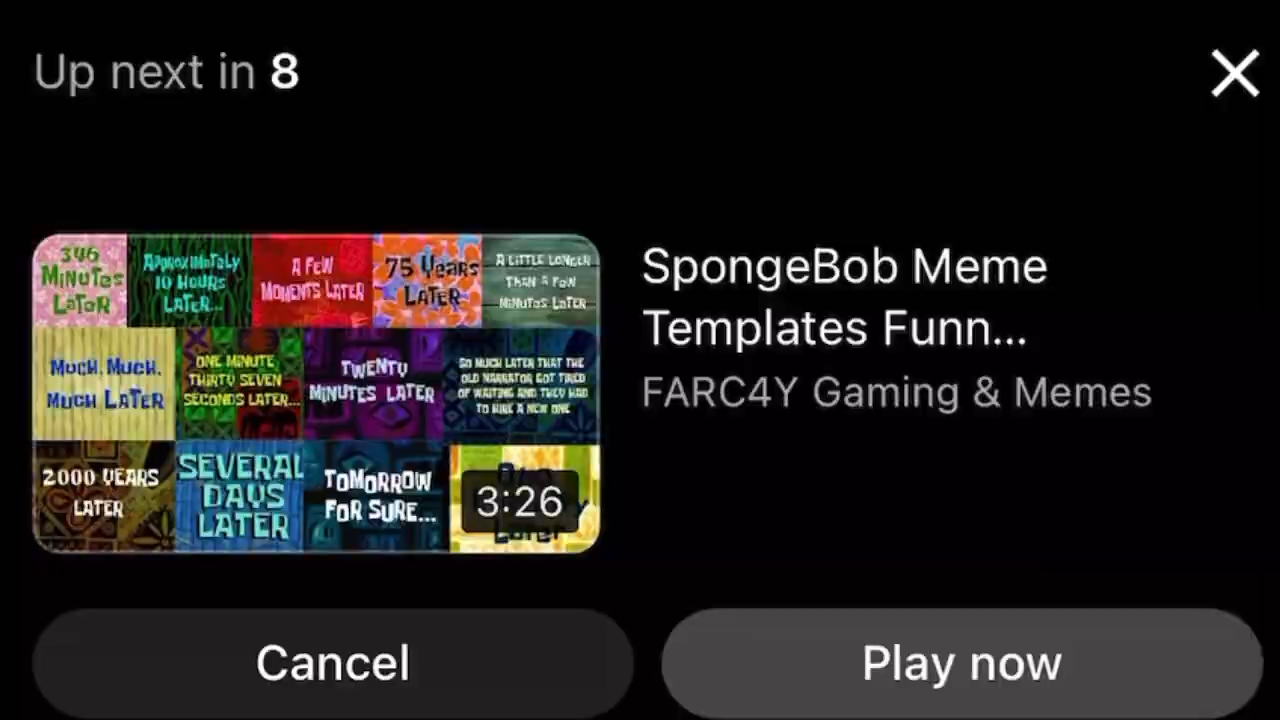 Up next in 8
346
MINUTES
LATER
APPROXIMATELY
10 HOURS
LATER...
A FEW
MOMENTS LATER
75 YEARS
LATER
A LITTLE LONGER
THAN A FEW
MINUTES LATER
MUCH, MUCH,
MUCH LATER
ONE MINUTE
THIRTY SEVEN
SECONDS LATER...
TWENTY
MINUTES LATER
SO MUCH LATER THAT THE
OLD NARRATOR GOT TIRED
OF WAITING AND THEY HAD
TO HIRE A NEW ONE
2000 YEARS
LATER
SEVERAL
DAYS
LATER
TOMORROW
FOR SURE...
Later
3:26
SpongeBob Meme
Templates Funn...
FARC4Y Gaming & Memes
Cancel
Play now